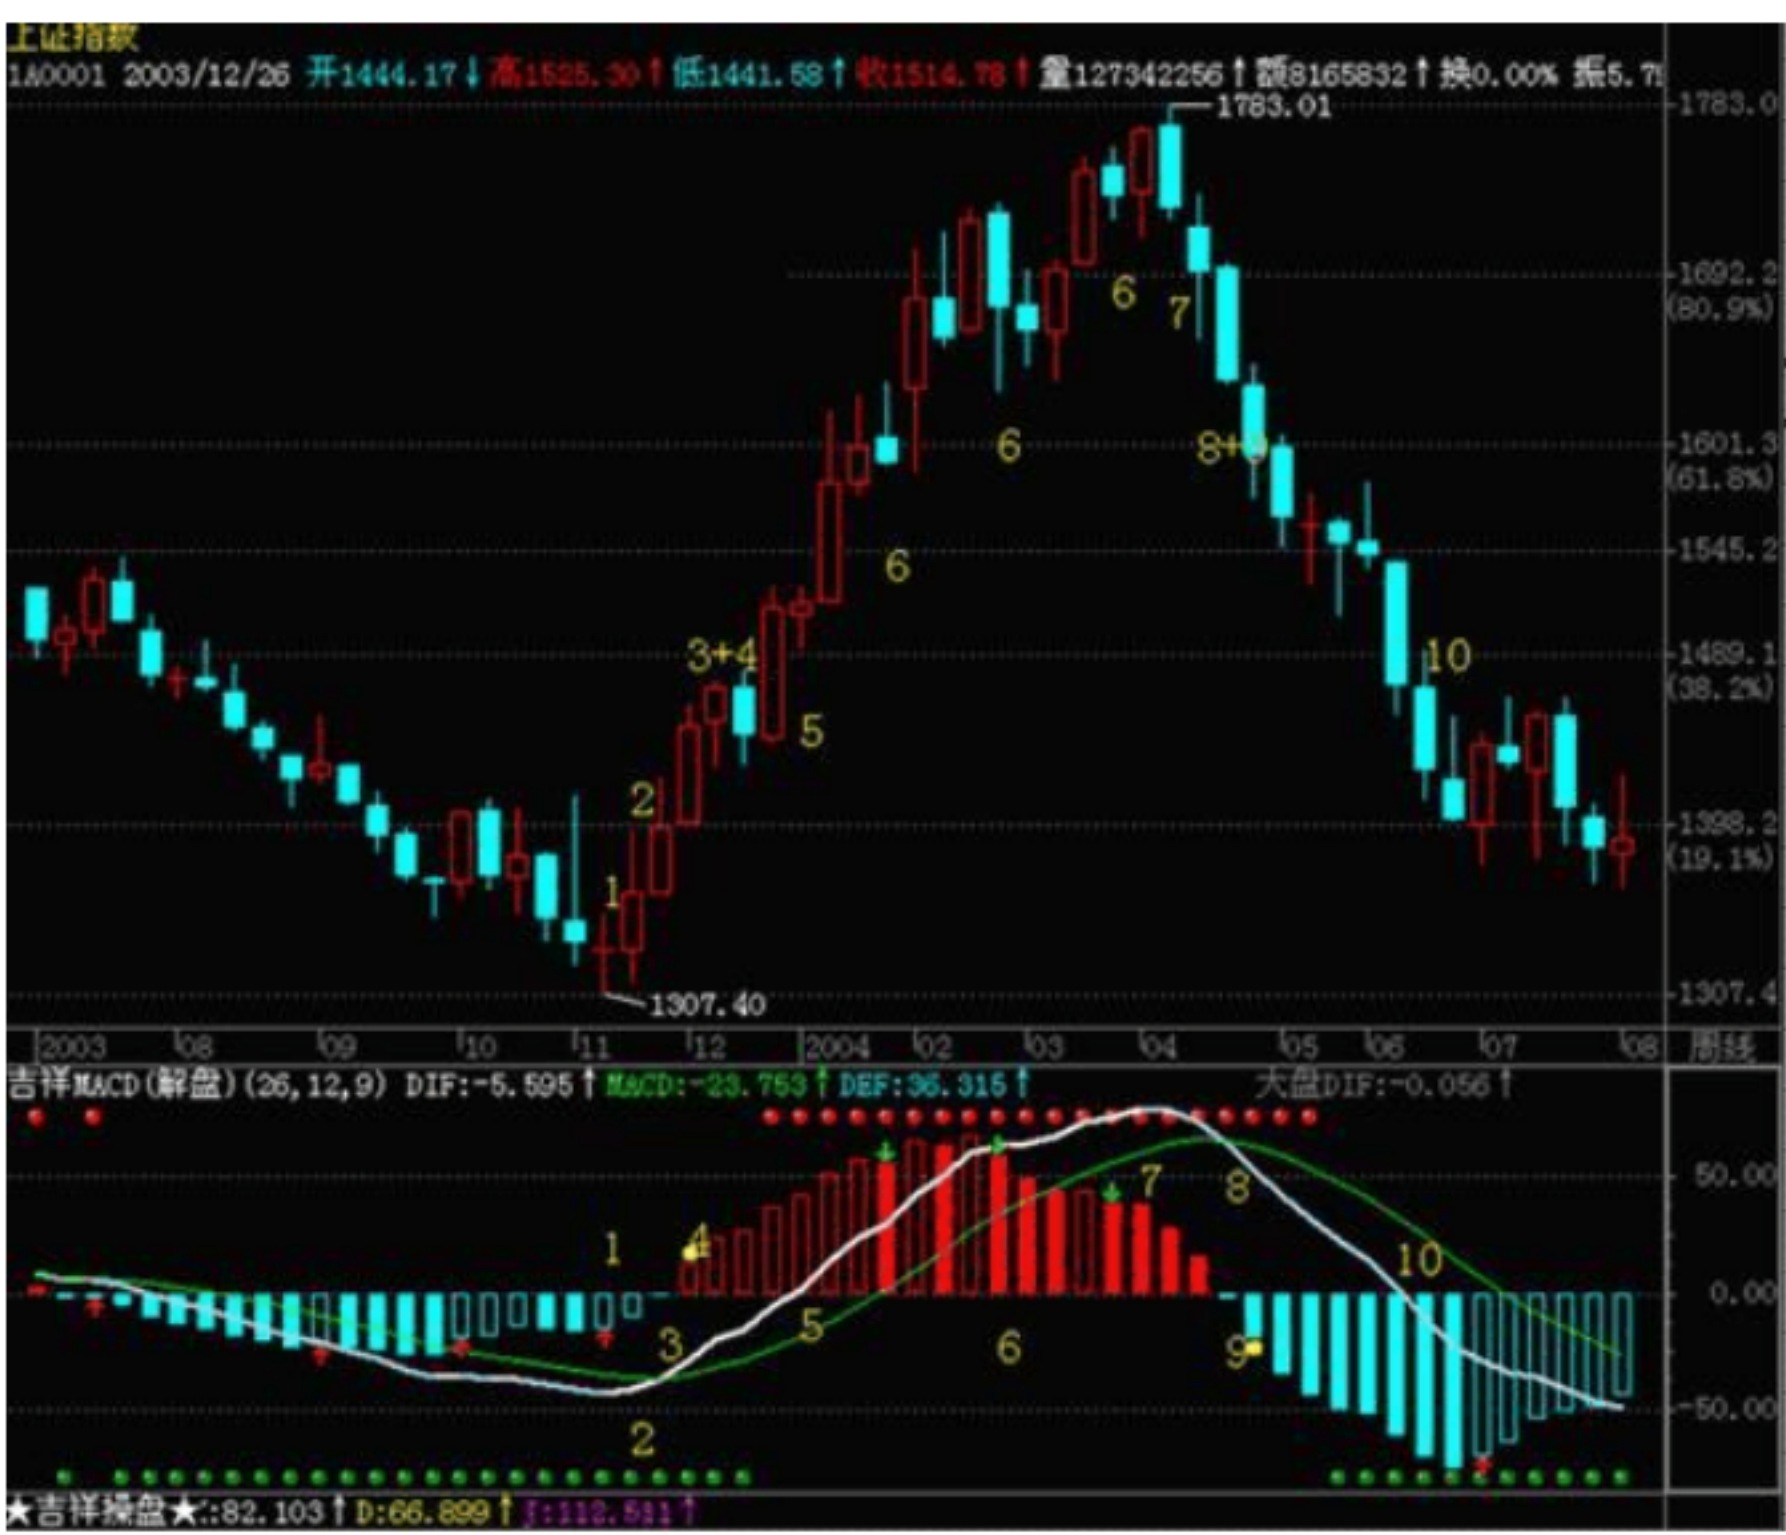 上证指数
1A0001 2003/12/26 开1444.17↓ 高1525.30↑ 低1441.58↑ 收1514.78↑ 量127342256↑ 额8165832↑ 换0.00% 振5.7
1783.01 1783.0
1692.2
6 7 (80.9%)
6 8+9 1601.3
(61.8%)
6 1545.2
3+4 10 1489.1
(38.2%)
5
2 1398.2
(19.1%)
1
1307.40 1307.4
2003 08 09 10 11 12 2004 02 03 04 05 06 07 08 周线
吉祥MACD(解盘)(26,12,9) DIF:-5.595↑ MACD:-23.753↑ DEF:36.315↑ 大盘DIF:-0.056↑
7 8 50.00
1 4 10
0.00
5
3 6 9
-50.00
2
★吉祥操盘★:82.103↑ D:66.899↑ J:112.511↑